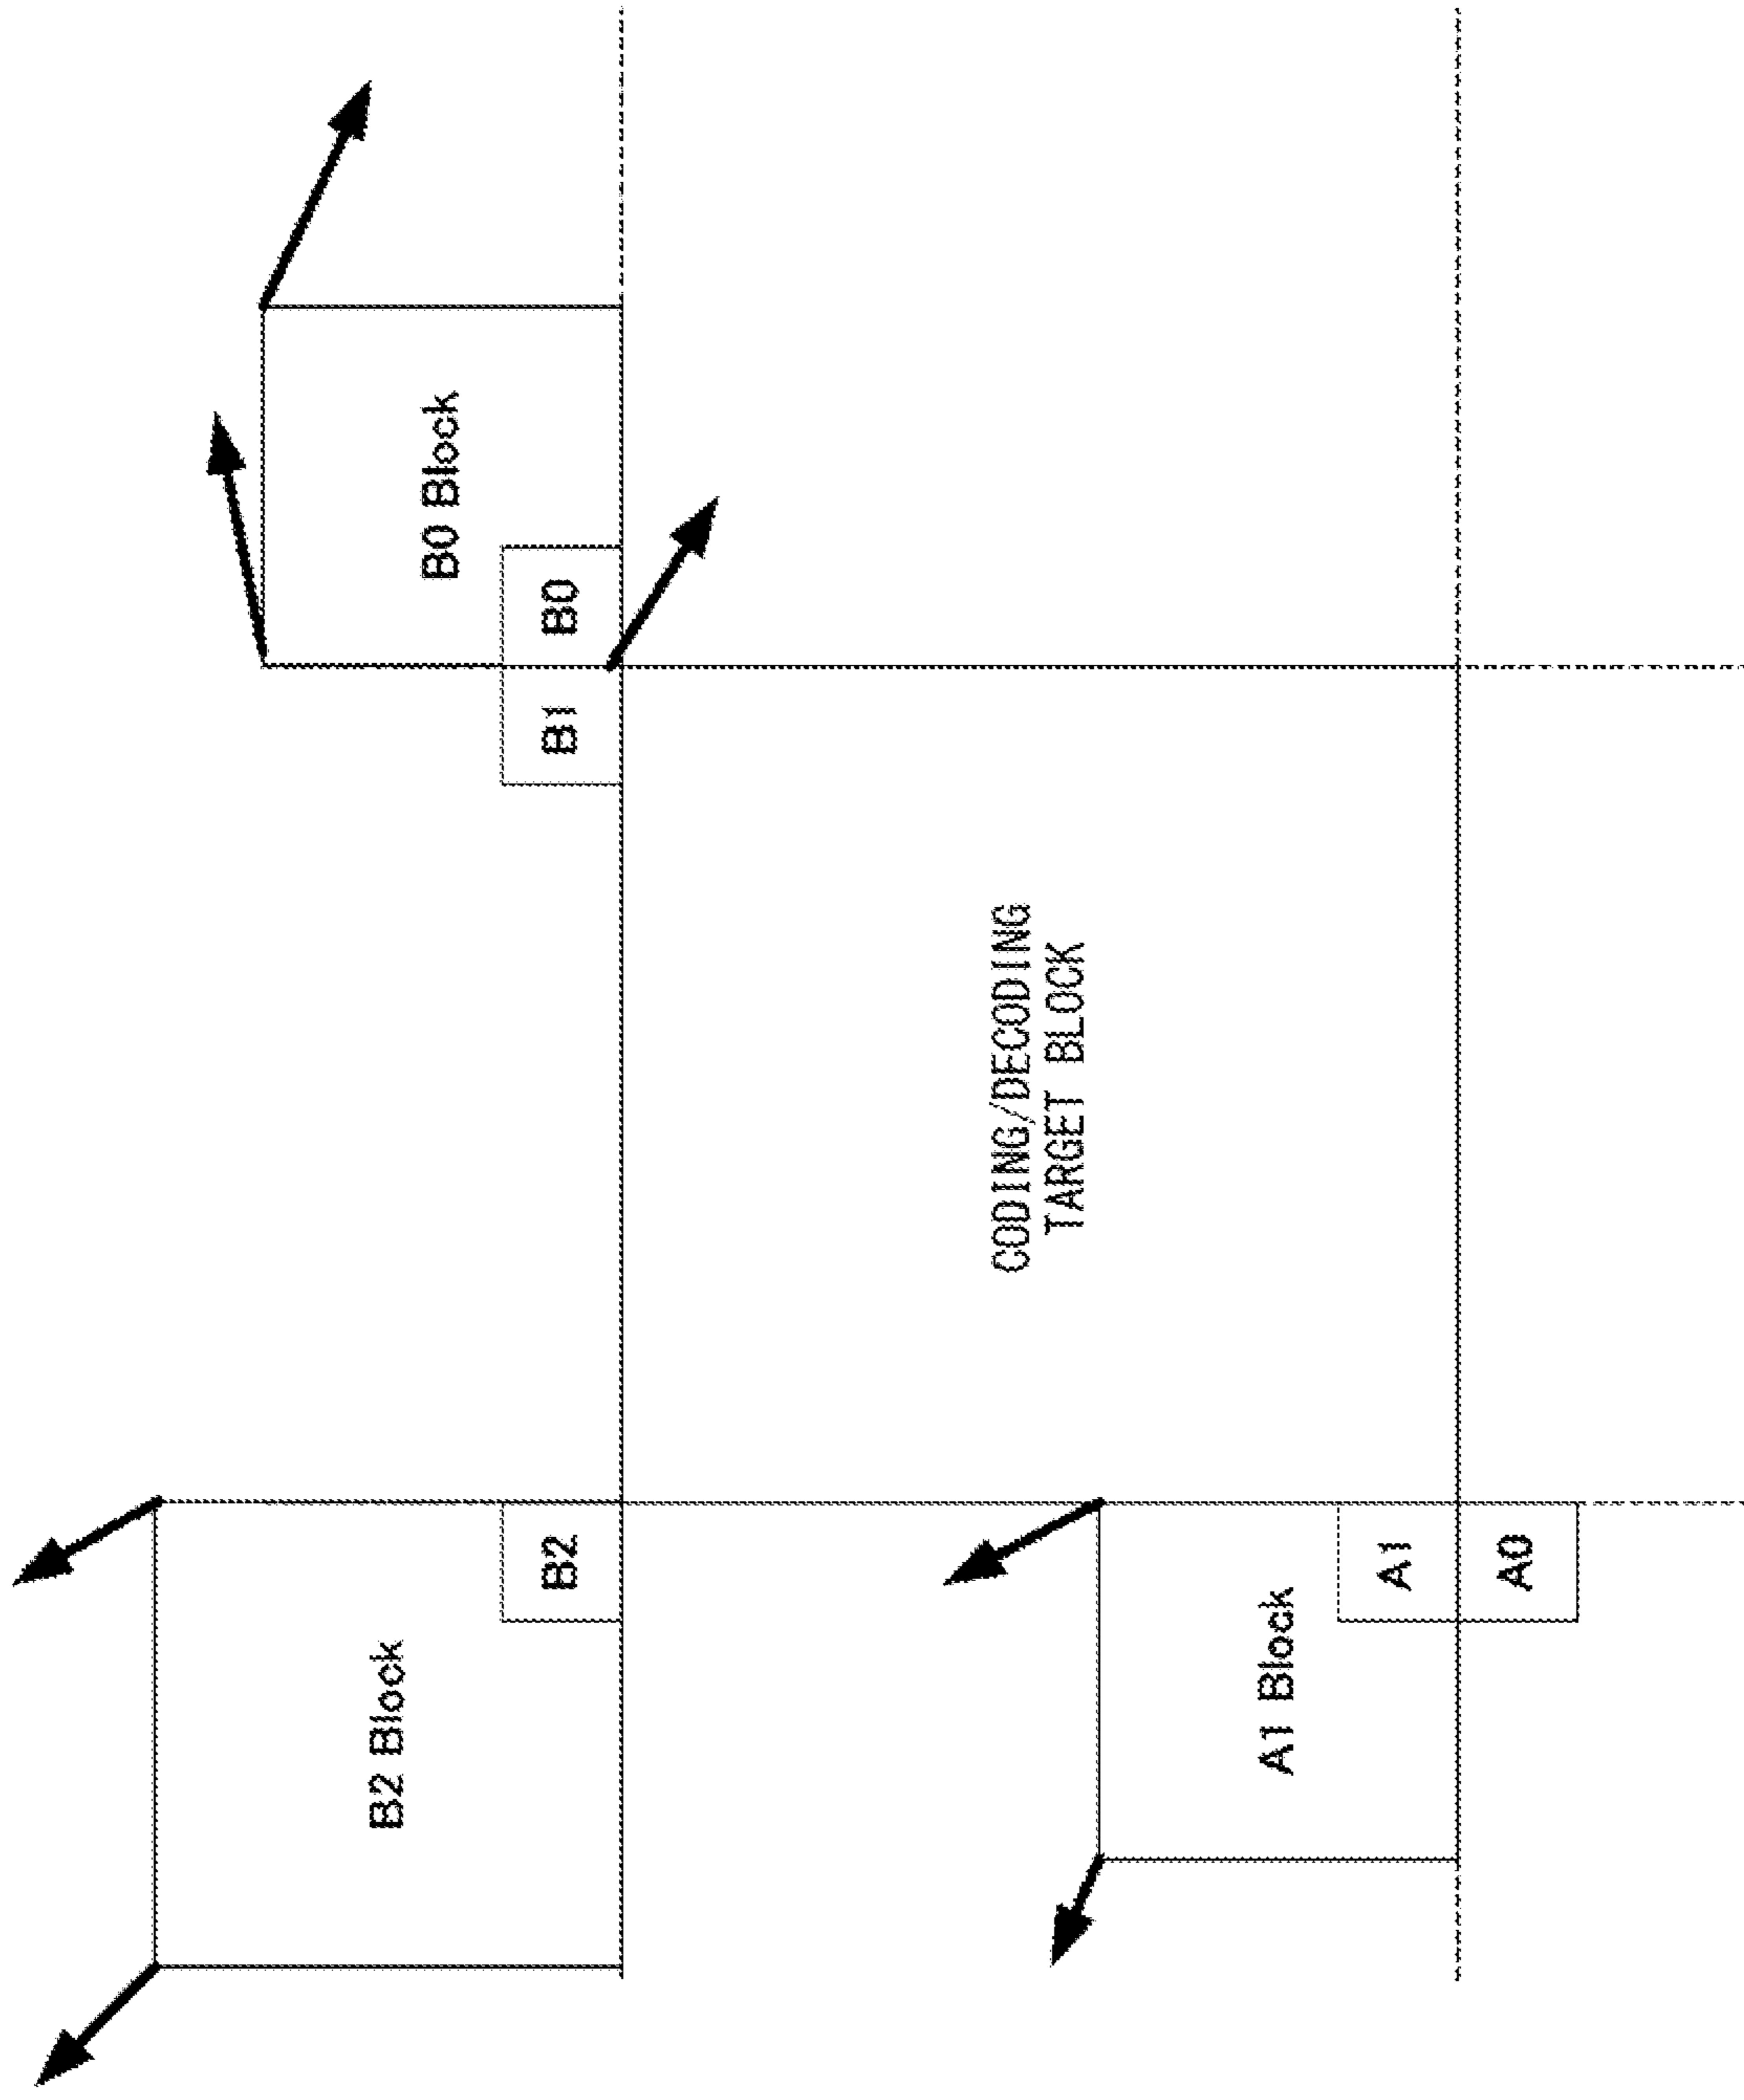 B2 Block
B0 Block
B2
B1
B0
CODING/DECODING
TARGET BLOCK
A1 Block
A1
A0